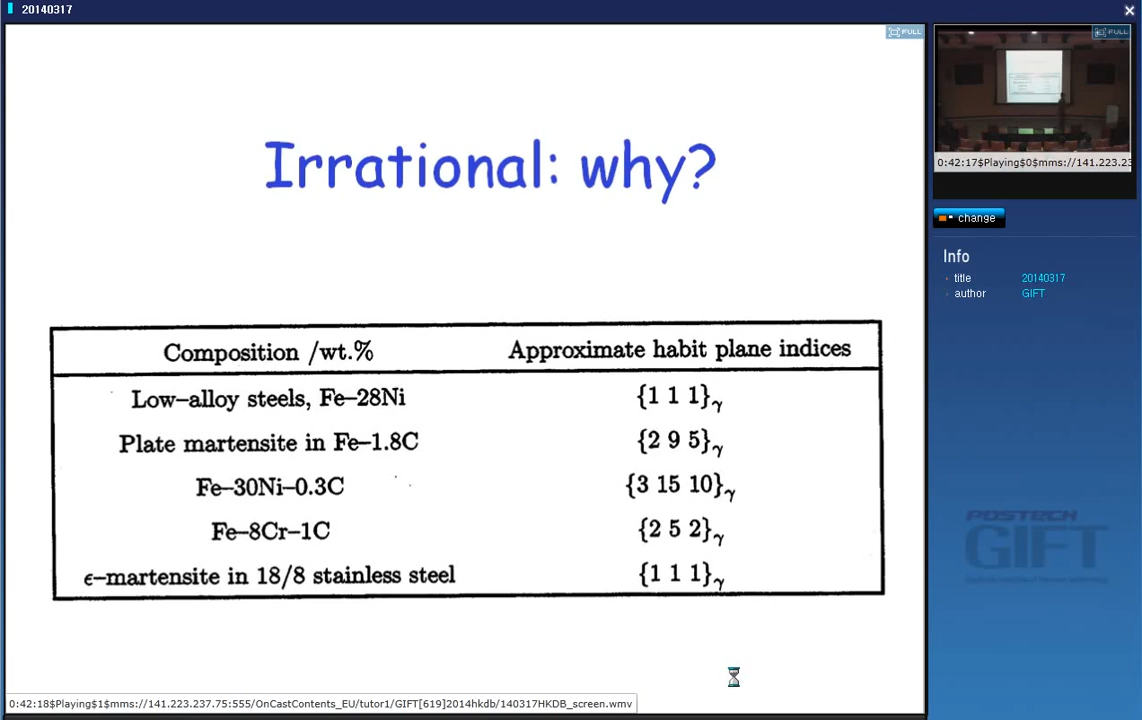 20140317
FULL
Irrational: why?
Composition /wt.% Approximate habit plane indices
Low–alloy steels, Fe–28Ni {1 1 1}γ
Plate martensite in Fe–1.8C {2 9 5}γ
Fe–30Ni–0.3C {3 15 10}γ
Fe–8Cr–1C {2 5 2}γ
ϵ–martensite in 18/8 stainless steel {1 1 1}γ
0:42:18$Playing$1$mms://141.223.237.75:555/OnCastContents_EU/tutor1/GIFT[619]2014hkdb/140317HKDB_screen.wmv
FULL
0:42:17$Playing$0$mms://141.223.23
change
Info
title 20140317
author GIFT
POSTECH
GIFT